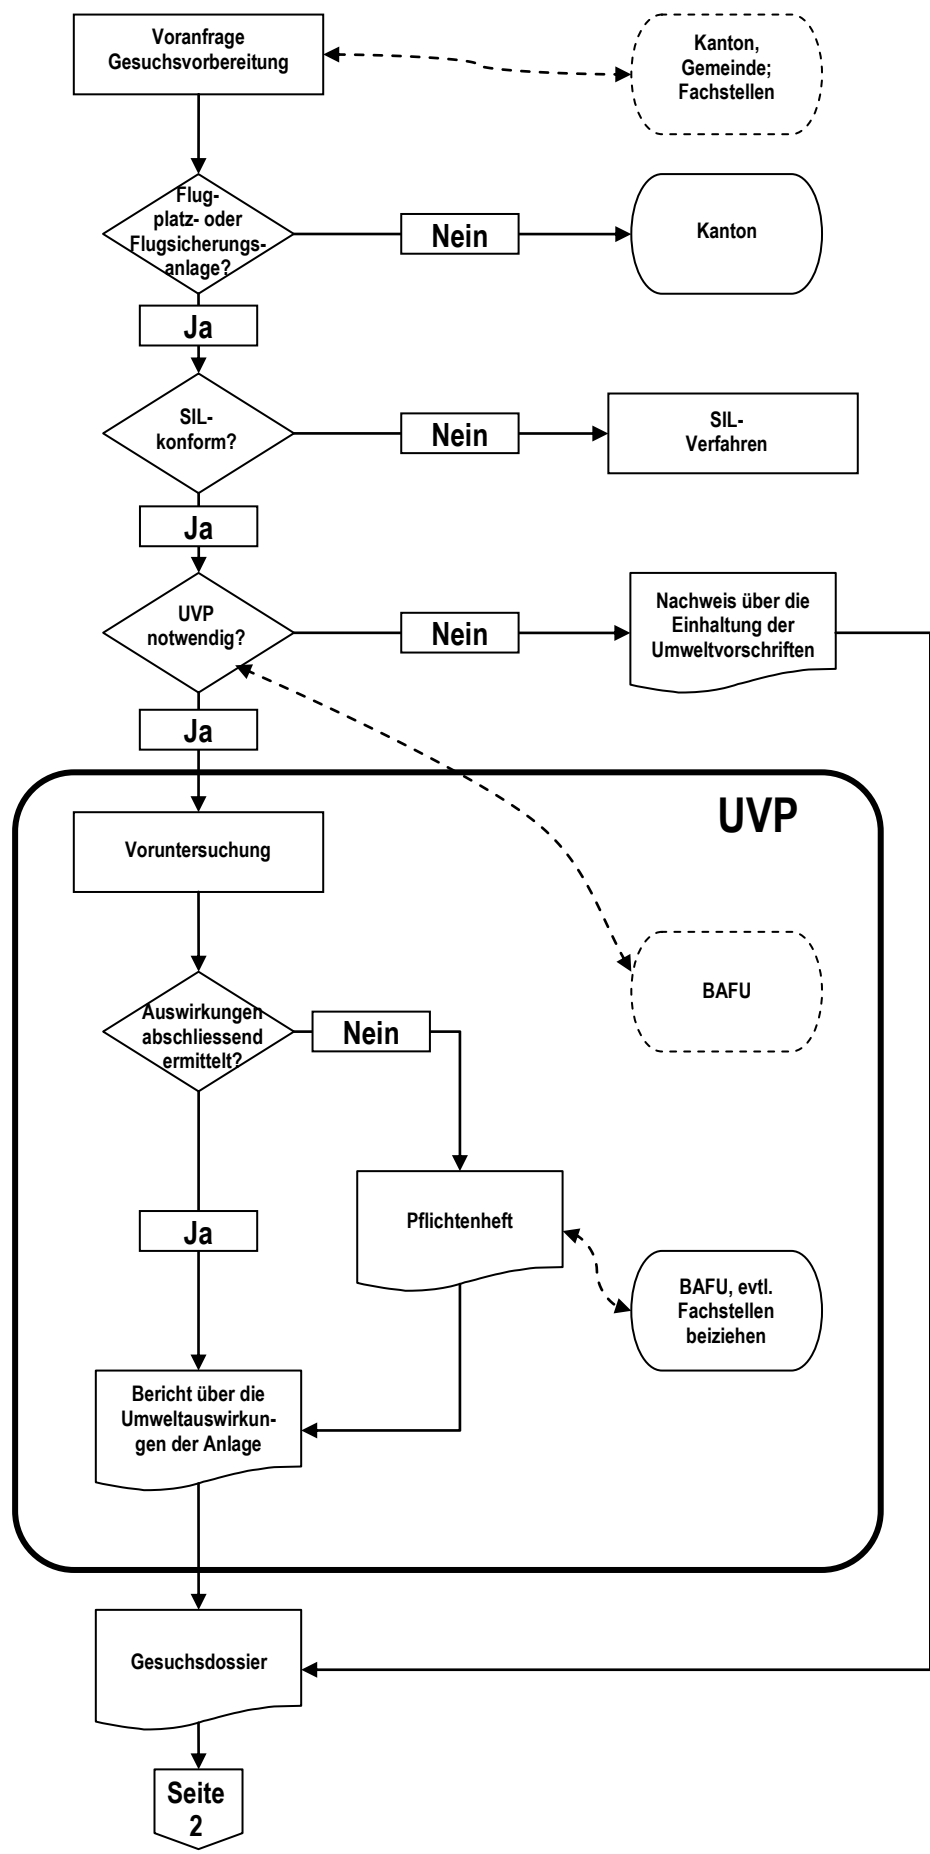 Voranfrage
Gesuchsvorbereitung
Kanton,
Gemeinde;
Fachstellen
Flug-
platz- oder
Flugsicherungs-
anlage?
Nein
Kanton
Ja
SIL-
konform?
Nein
SIL-
Verfahren
Ja
UVP
notwendig?
Nein
Nachweis über die
Einhaltung der
Umweltvorschriften
Ja
UVP
Voruntersuchung
BAFU
Auswirkungen
abschliessend
ermittelt?
Nein
Pflichtenheft
Ja
BAFU, evtl.
Fachstellen
beiziehen
Bericht über die
Umweltauswirkun-
gen der Anlage
Gesuchsdossier
Seite
2